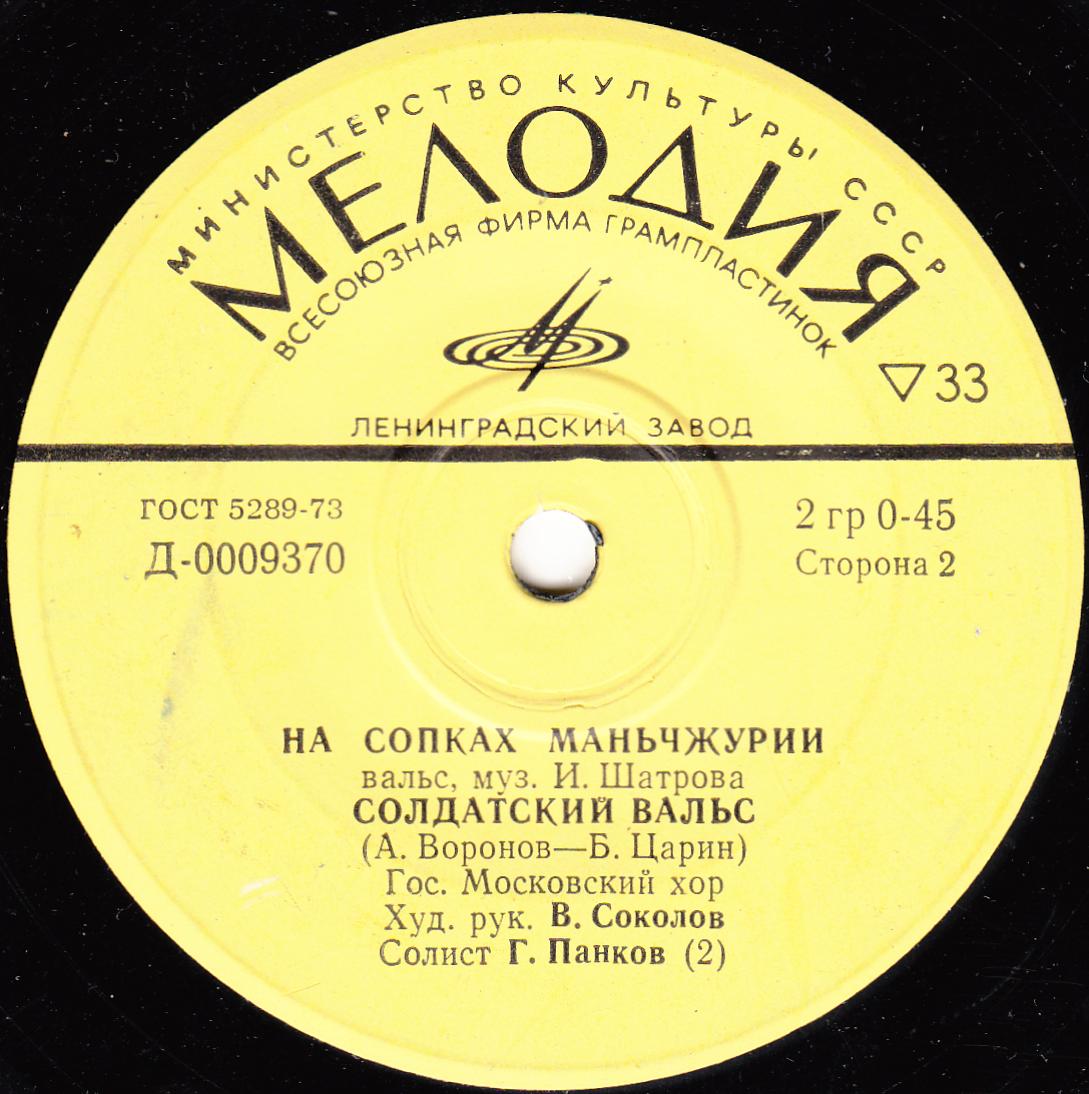 МИНИСТЕРСТВО КУЛЬТУРЫ СССР
МЕЛОДИЯ
ВСЕСОЮЗНАЯ ФИРМА ГРАМПЛАСТИНОК
▽33
ЛЕНИНГРАДСКИЙ ЗАВОД
ГОСТ 5289-73
Д-0009370
2 гр 0-45
Сторона 2
НА СОПКАХ МАНЬЧЖУРИИ
вальс, муз. И. Шатрова
СОЛДАТСКИЙ ВАЛЬС
(А. Воронов—Б. Царин)
Гос. Московский хор
Худ. рук. В. Соколов
Солист Г. Панков (2)